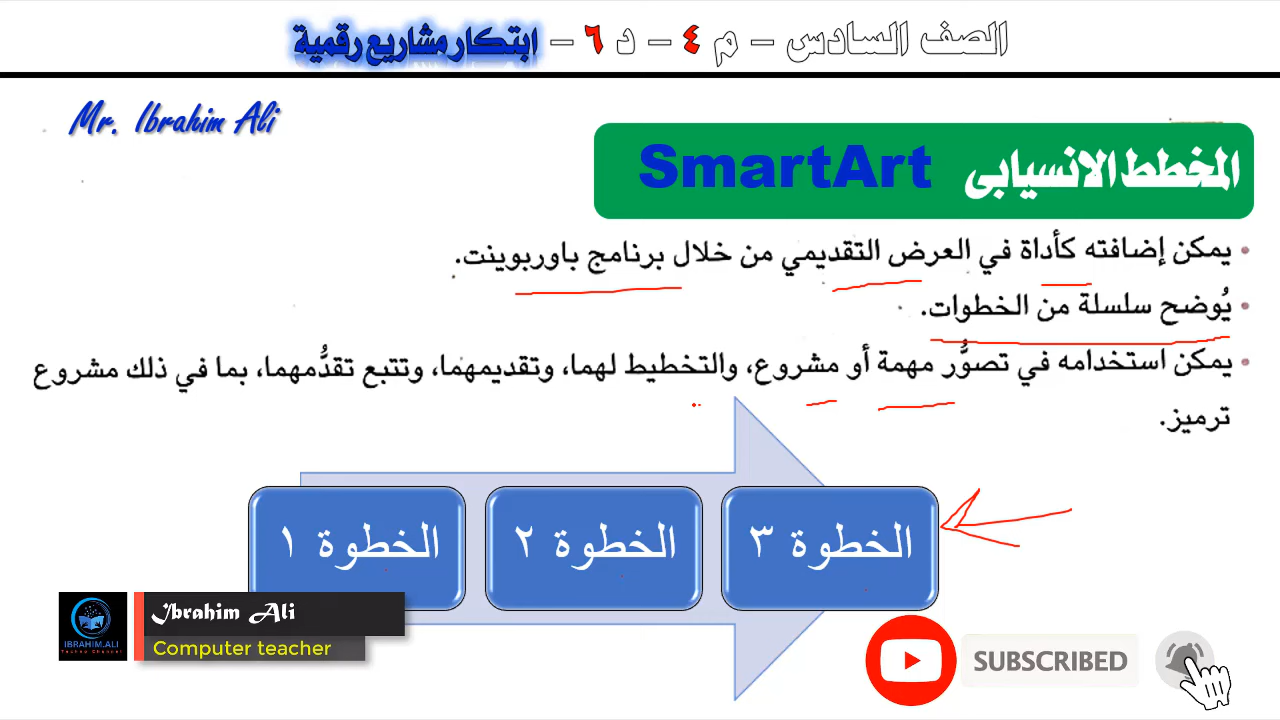 الصف السادس – م ٤ – د ٦ – ابتكار مشاريع رقمية
Mr. Ibrahim Ali
المخطط الانسيابى SmartArt
• يمكن إضافته كأداة في العرض التقديمي من خلال برنامج باوربوينت.
• يُوضح سلسلة من الخطوات.
• يمكن استخدامه في تصوُّر مهمة أو مشروع، والتخطيط لهما، وتقديمهما، وتتبع تقدُّمهما، بما في ذلك مشروع
ترميز.
الخطوة ١
الخطوة ٢
الخطوة ٣
Ibrahim Ali
Computer teacher
IBRAHIM.ALI
Techno Channel
SUBSCRIBED